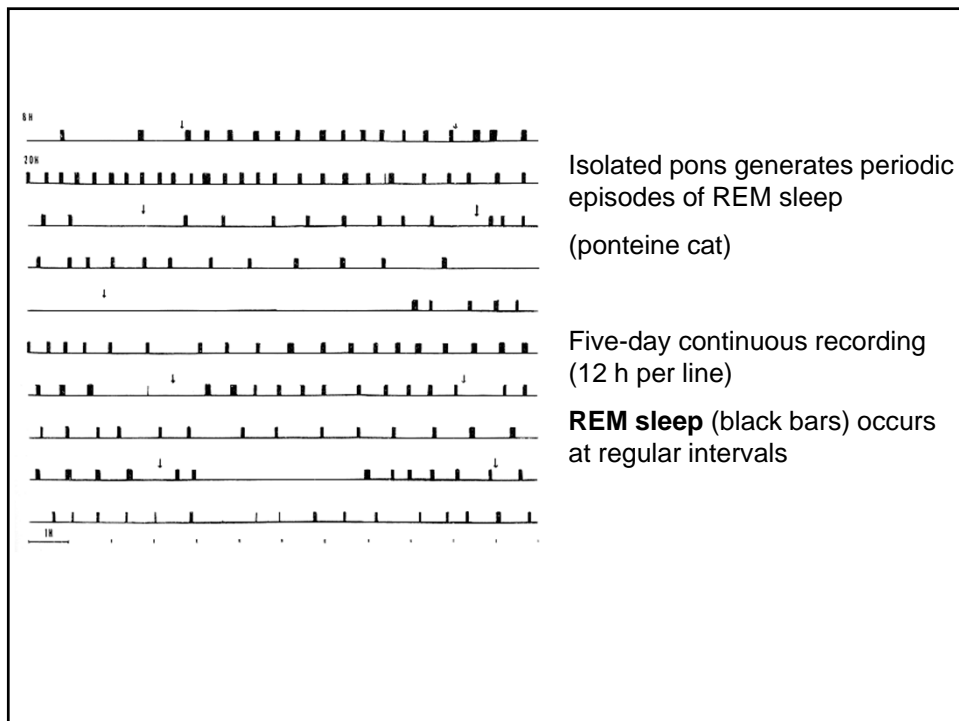 8H
20H
Isolated pons generates periodic
episodes of REM sleep
(ponteine cat)
Five-day continuous recording
(12 h per line)
REM sleep (black bars) occurs
at regular intervals
1H